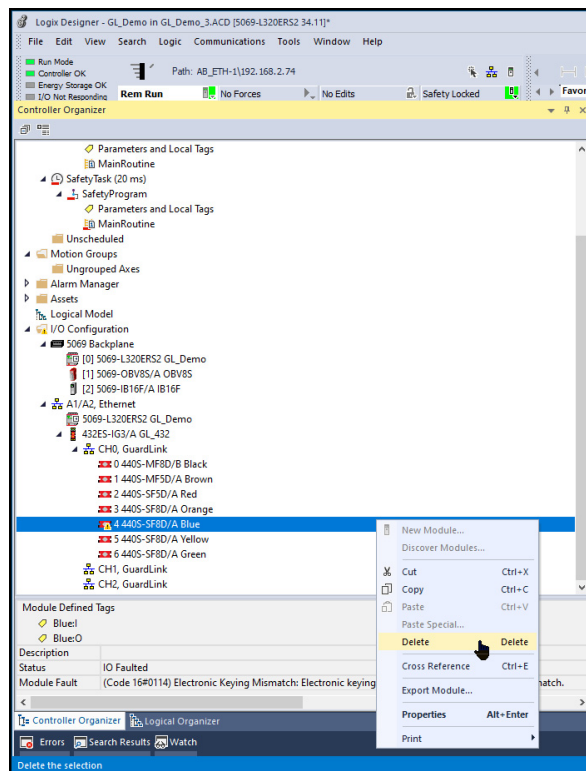 Logix Designer - GL_Demo in GL_Demo_3.ACD [5069-L320ERS2 34.11]*
File Edit View Search Logic Communications Tools Window Help
Run Mode
Controller OK
Energy Storage OK
I/O Not Responding
Path: AB_ETH-1\192.168.2.74
Rem Run No Forces No Edits Safety Locked Favor
Controller Organizer
Parameters and Local Tags
MainRoutine
SafetyTask (20 ms)
SafetyProgram
Parameters and Local Tags
MainRoutine
Unscheduled
Motion Groups
Ungrouped Axes
Alarm Manager
Assets
Logical Model
I/O Configuration
5069 Backplane
[0] 5069-L320ERS2 GL_Demo
[1] 5069-OBV8S/A OBV8S
[2] 5069-IB16F/A IB16F
A1/A2, Ethernet
5069-L320ERS2 GL_Demo
432ES-IG3/A GL_432
CH0, GuardLink
0 440S-MF8D/B Black
1 440S-MF5D/A Brown
2 440S-SF5D/A Red
3 440S-SF8D/A Orange
4 440S-SF8D/A Blue
5 440S-SF8D/A Yellow
6 440S-SF8D/A Green
CH1, GuardLink
CH2, GuardLink
New Module...
Discover Modules...
Cut Ctrl+X
Copy Ctrl+C
Paste Ctrl+V
Paste Special...
Delete Delete
Cross Reference Ctrl+E
Export Module...
Properties Alt+Enter
Print
Module Defined Tags
Blue:I
Blue:O
Description
Status IO Faulted
Module Fault (Code 16#0114) Electronic Keying Mismatch: Electronic keying tch.
Controller Organizer Logical Organizer
Errors Search Results Watch
Delete the selection